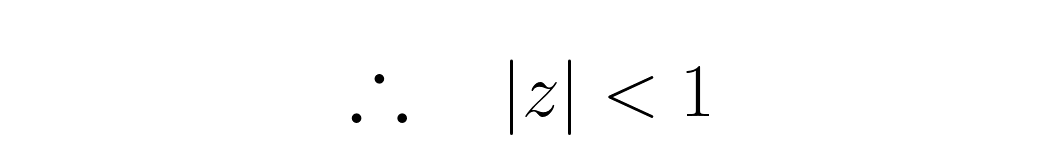 ∴ |z| < 1